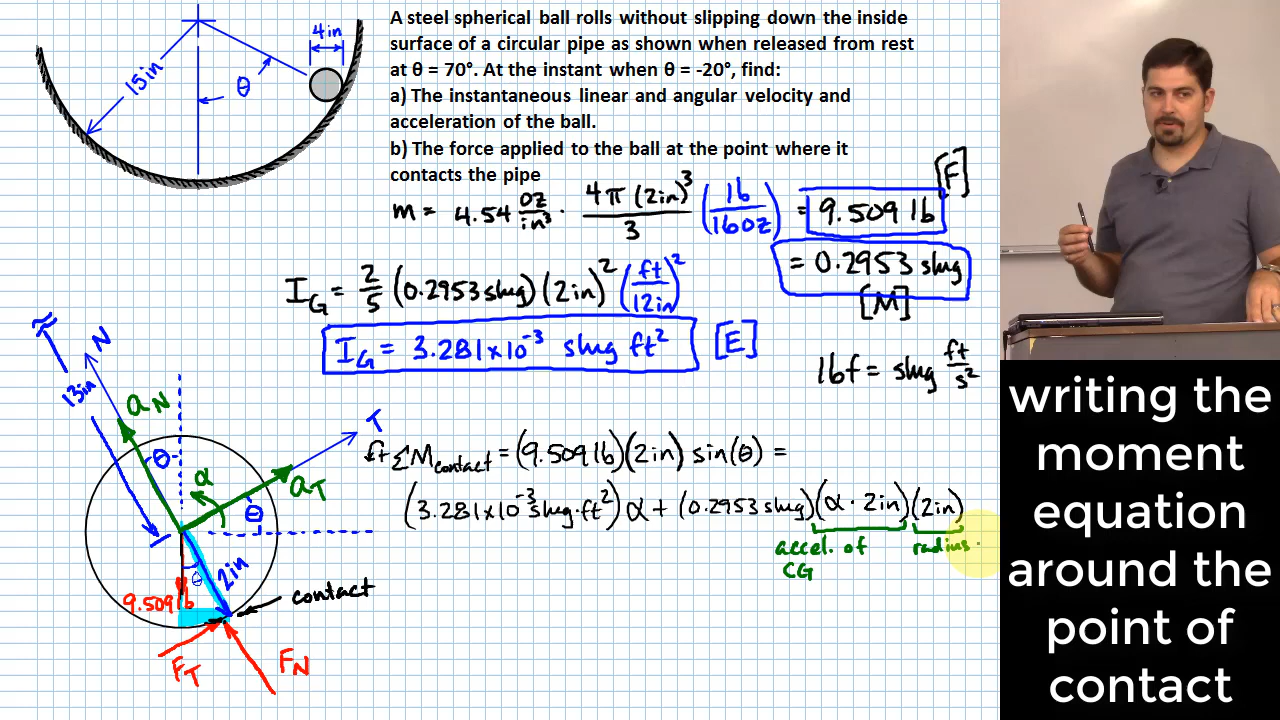 A steel spherical ball rolls without slipping down the inside
surface of a circular pipe as shown when released from rest
at θ = 70°. At the instant when θ = -20°, find:
a) The instantaneous linear and angular velocity and
acceleration of the ball.
b) The force applied to the ball at the point where it
contacts the pipe
4in
15in
θ
m = 4.54 oz/in³ · 4π(2in)³/3 (lb/16oz) = 9.509 lb
[F]
= 0.2953 slug
[M]
I_G = 2/5 (0.2953 slug)(2in)² (ft/12in)²
I_G = 3.281x10⁻³ slug ft² [E]
lbf = slug ft/s²
N
13in
a_N
θ
α
T
a_T
θ
θ
2in
9.509 lb
contact
F_T
F_N
+ΣM_contact = (9.509 lb)(2in) sin(θ) =
(3.281x10⁻³ slug·ft²)α + (0.2953 slug)(α · 2in)(2in)
accel. of
CG
radius
writing the
moment
equation
around the
point of
contact